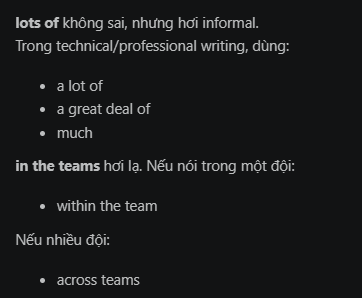 lots of không sai, nhưng hơi informal.
Trong technical/professional writing, dùng:
• a lot of
• a great deal of
• much
in the teams hơi lạ. Nếu nói trong một đội:
• within the team
Nếu nhiều đội:
• across teams